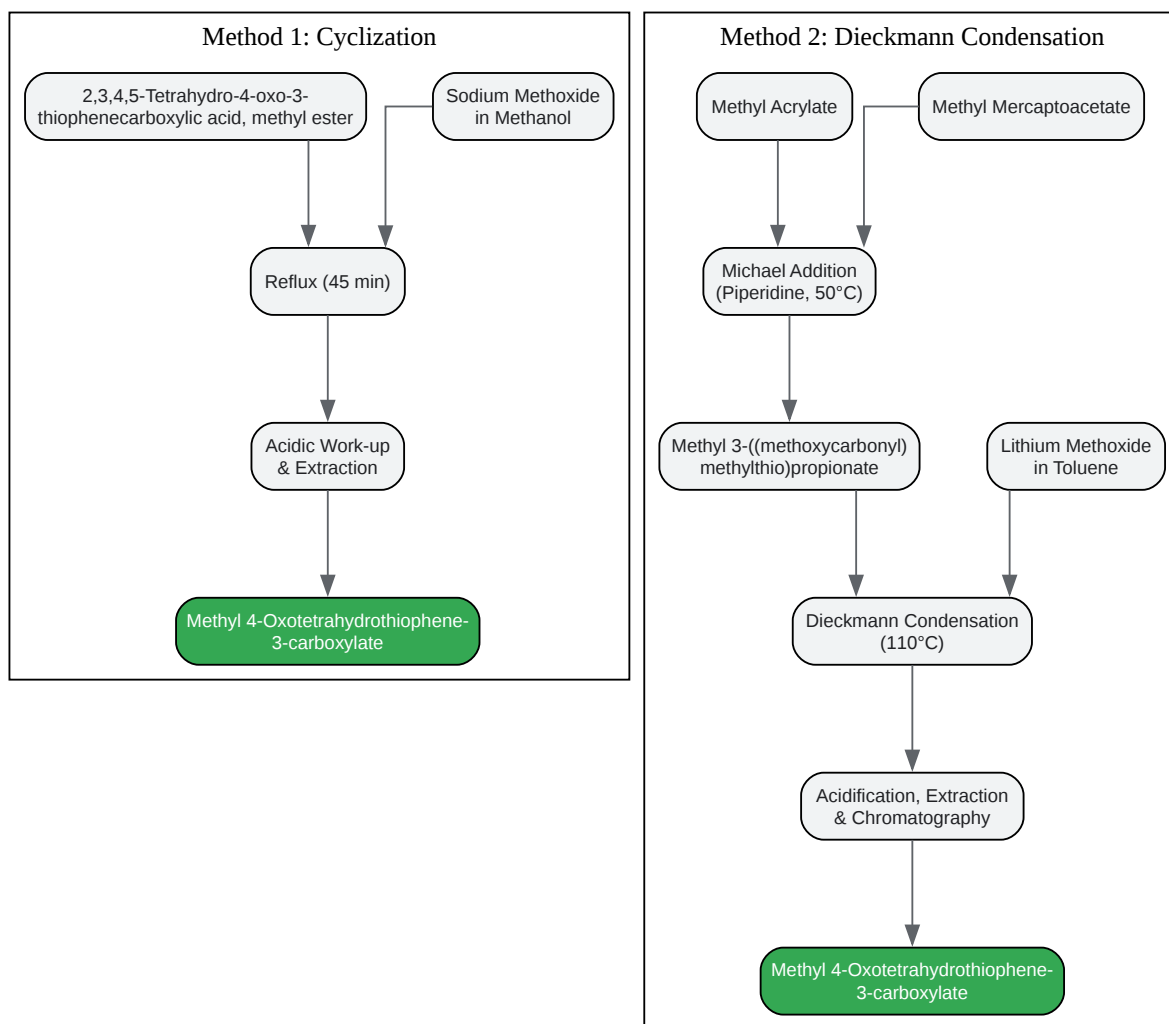 Method 1: Cyclization
2,3,4,5-Tetrahydro-4-oxo-3-
thiophenecarboxylic acid, methyl ester
Sodium Methoxide
in Methanol
Reflux (45 min)
Acidic Work-up
& Extraction
Methyl 4-Oxotetrahydrothiophene-
3-carboxylate
Method 2: Dieckmann Condensation
Methyl Acrylate
Methyl Mercaptoacetate
Michael Addition
(Piperidine, 50°C)
Methyl 3-((methoxycarbonyl)
methylthio)propionate
Lithium Methoxide
in Toluene
Dieckmann Condensation
(110°C)
Acidification, Extraction
& Chromatography
Methyl 4-Oxotetrahydrothiophene-
3-carboxylate